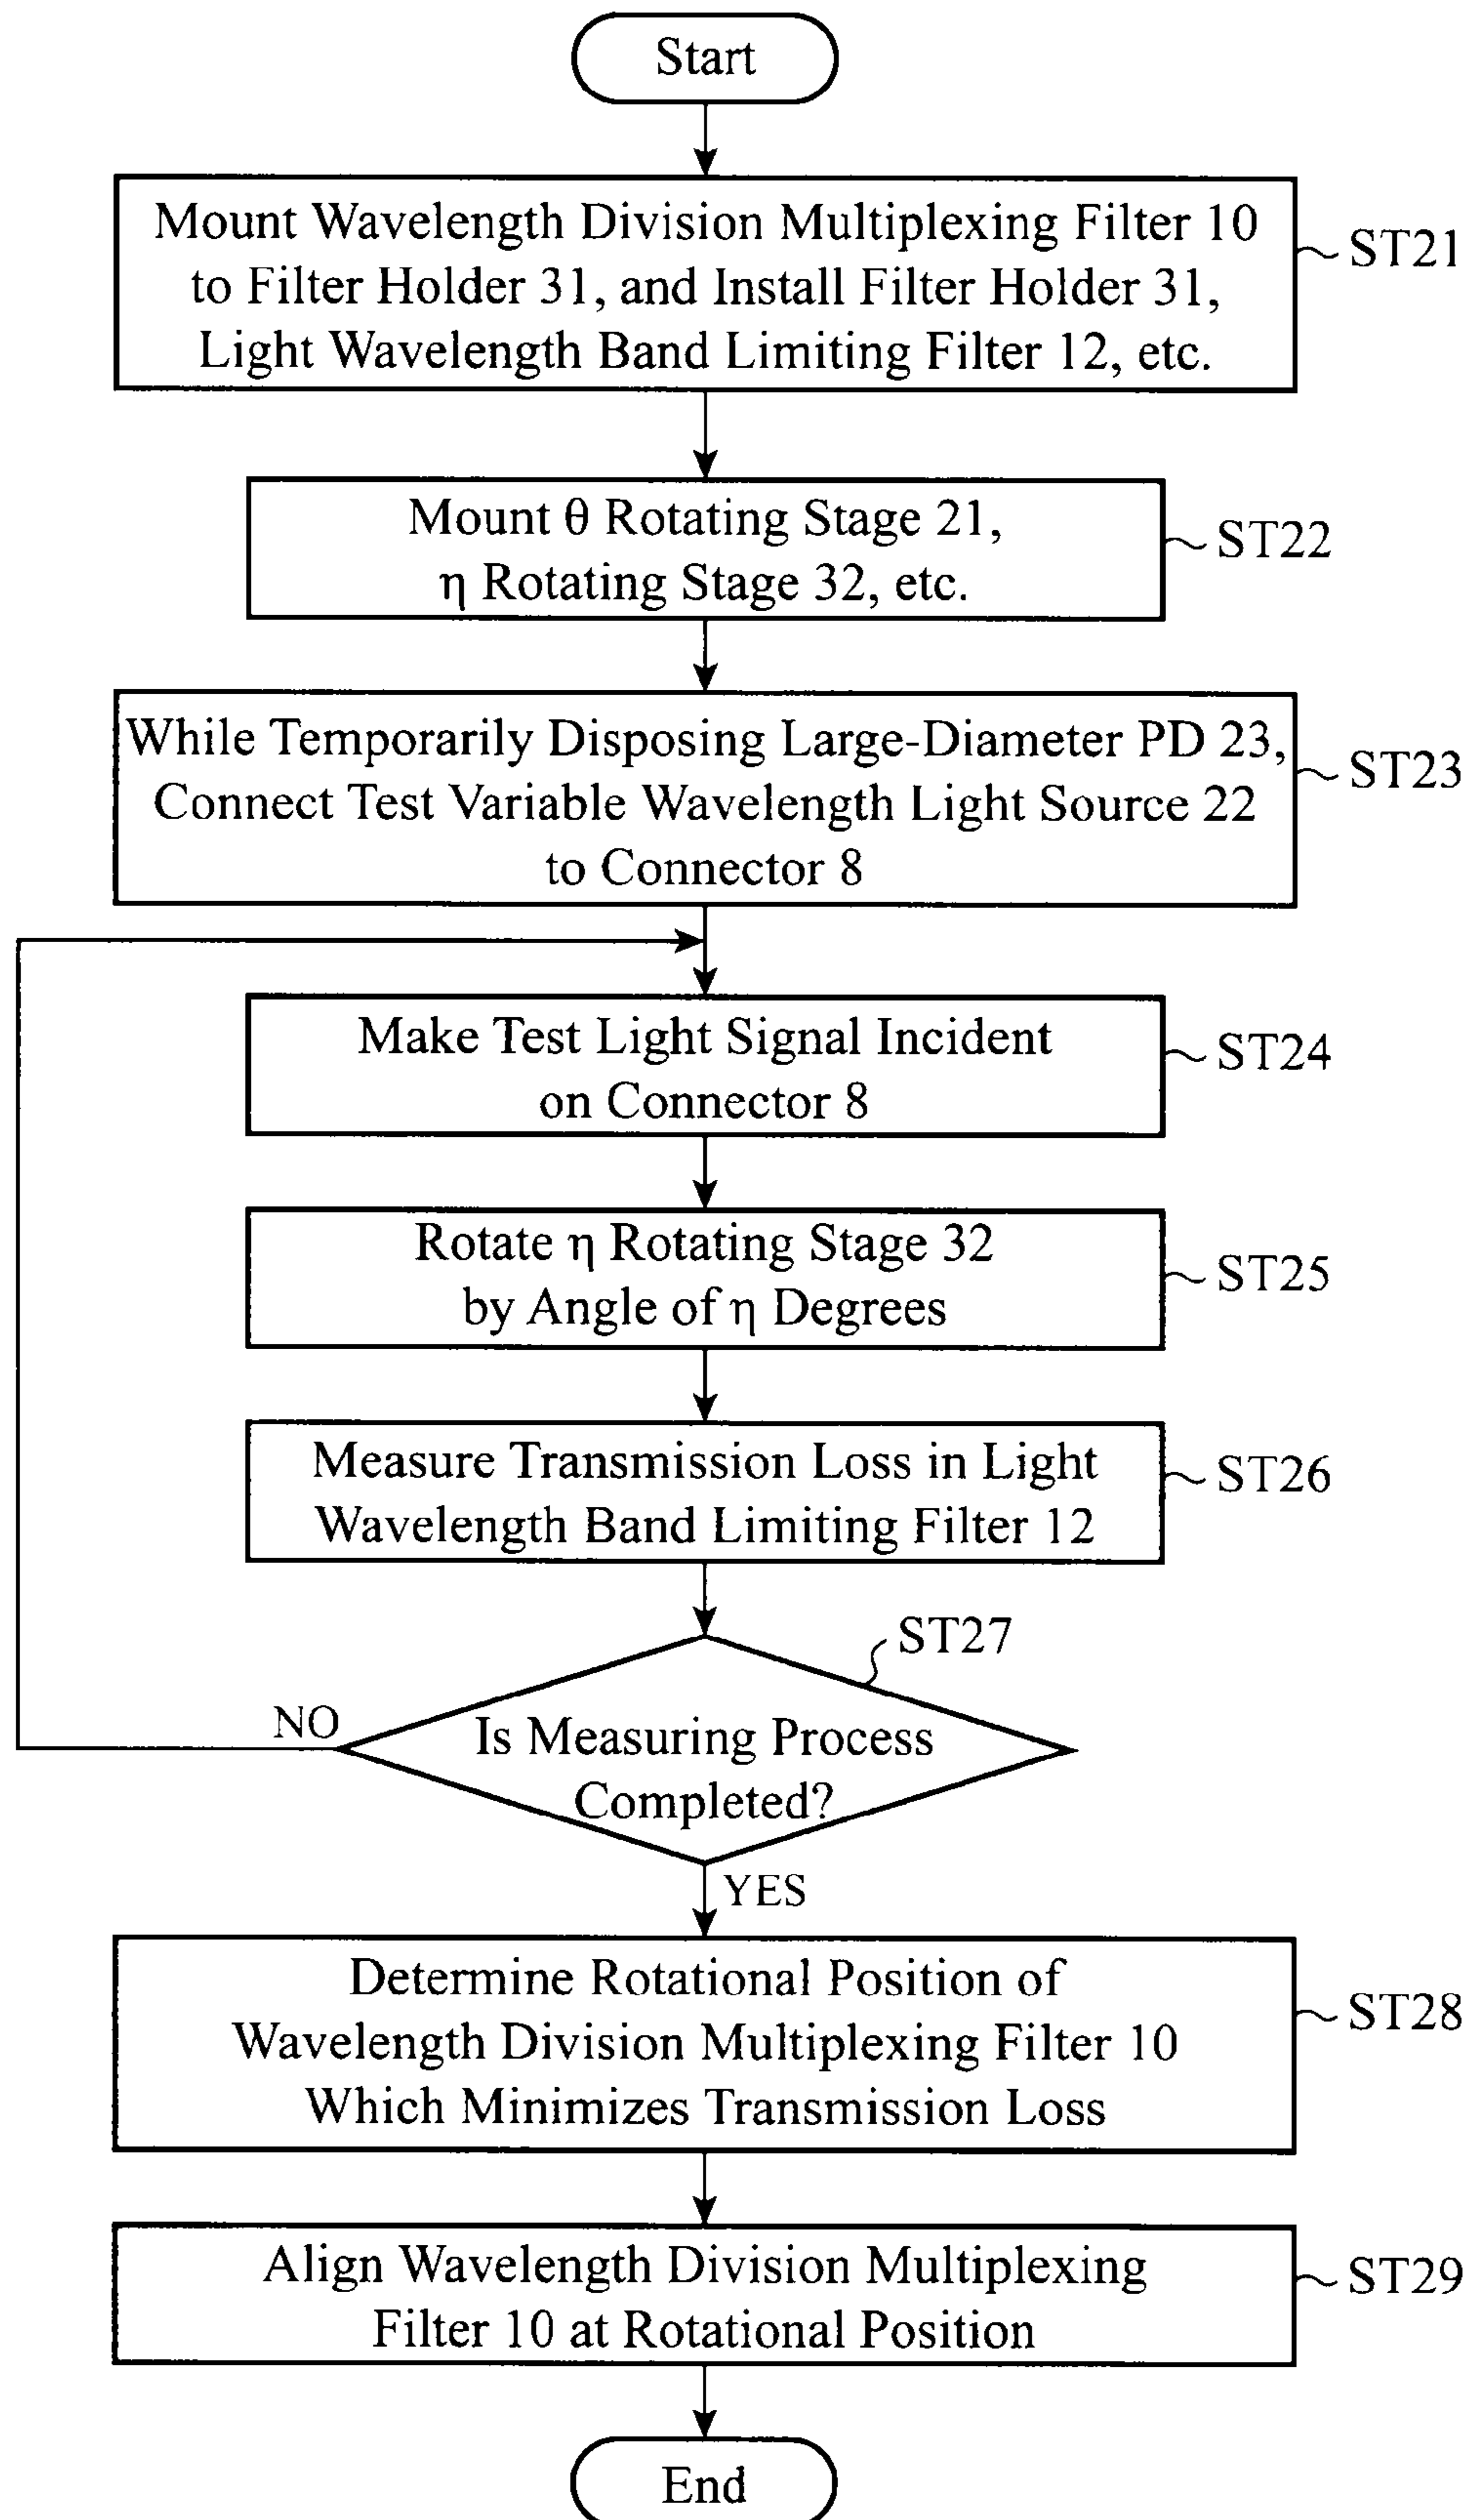 Start
Mount Wavelength Division Multiplexing Filter 10
to Filter Holder 31, and Install Filter Holder 31,
Light Wavelength Band Limiting Filter 12, etc.
ST21
Mount θ Rotating Stage 21,
η Rotating Stage 32, etc.
ST22
While Temporarily Disposing Large-Diameter PD 23,
Connect Test Variable Wavelength Light Source 22
to Connector 8
ST23
Make Test Light Signal Incident
on Connector 8
ST24
Rotate η Rotating Stage 32
by Angle of η Degrees
ST25
Measure Transmission Loss in Light
Wavelength Band Limiting Filter 12
ST26
ST27
NO
Is Measuring Process
Completed?
YES
Determine Rotational Position of
Wavelength Division Multiplexing Filter 10
Which Minimizes Transmission Loss
ST28
Align Wavelength Division Multiplexing
Filter 10 at Rotational Position
ST29
End